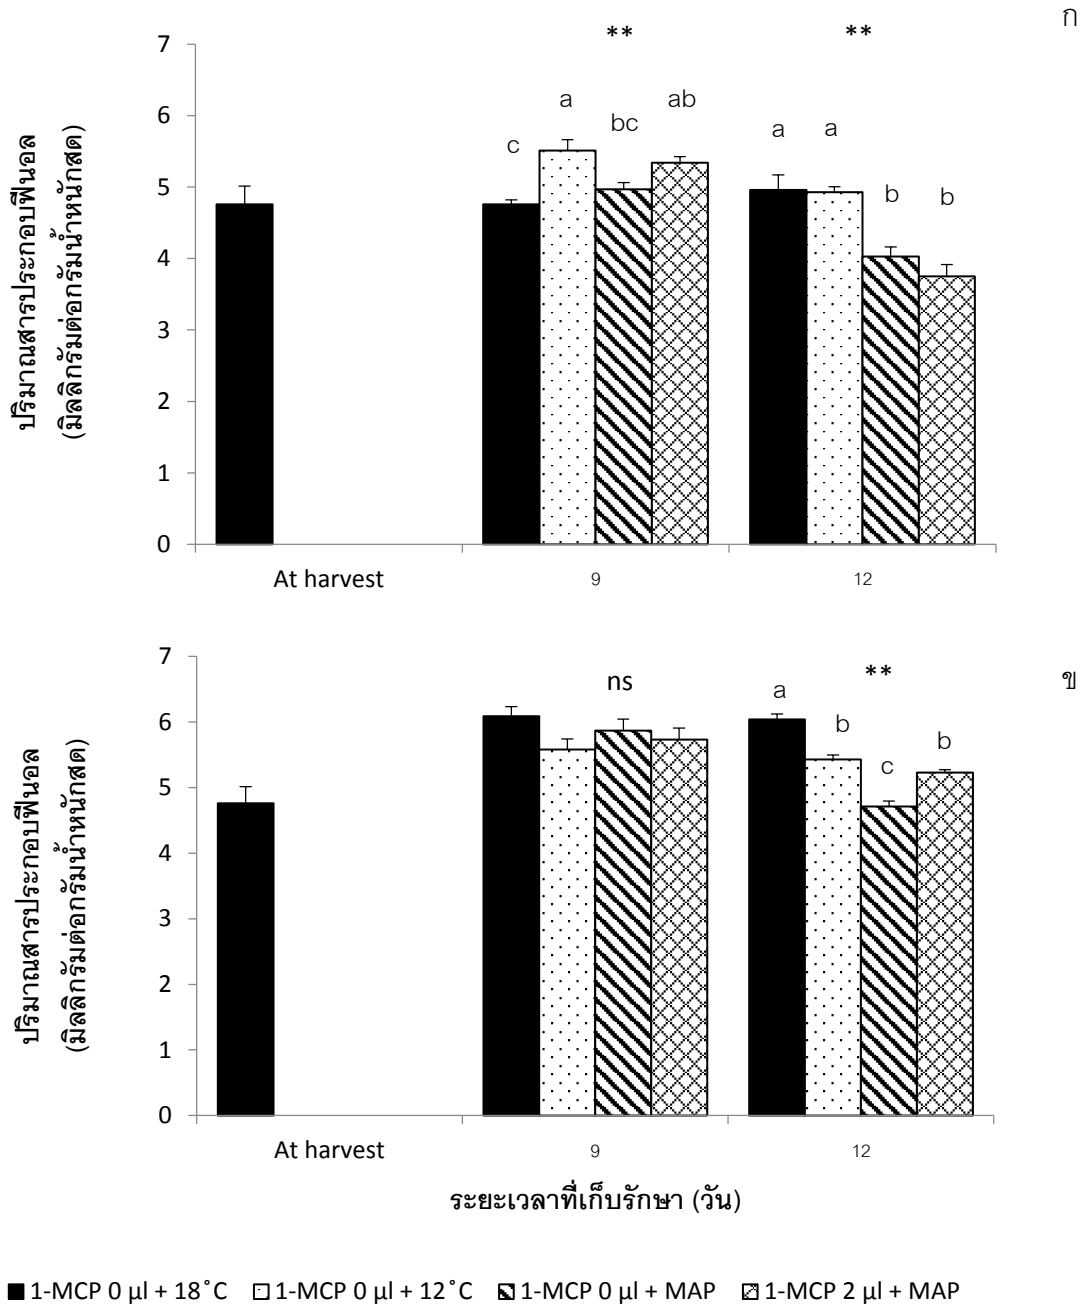 ก
7
6
5
4
3
2
1
0
ปริมาณสารประกอบฟีนอล
(มิลลิกรัมต่อกรัมน้ำหนักสด)
** **
c a bc ab a a b b
At harvest 9 12
ข
7
6
5
4
3
2
1
0
ปริมาณสารประกอบฟีนอล
(มิลลิกรัมต่อกรัมน้ำหนักสด)
ns **
a b c b
At harvest 9 12
ระยะเวลาที่เก็บรักษา (วัน)
1-MCP 0 µl + 18˚C 1-MCP 0 µl + 12˚C 1-MCP 0 µl + MAP 1-MCP 2 µl + MAP